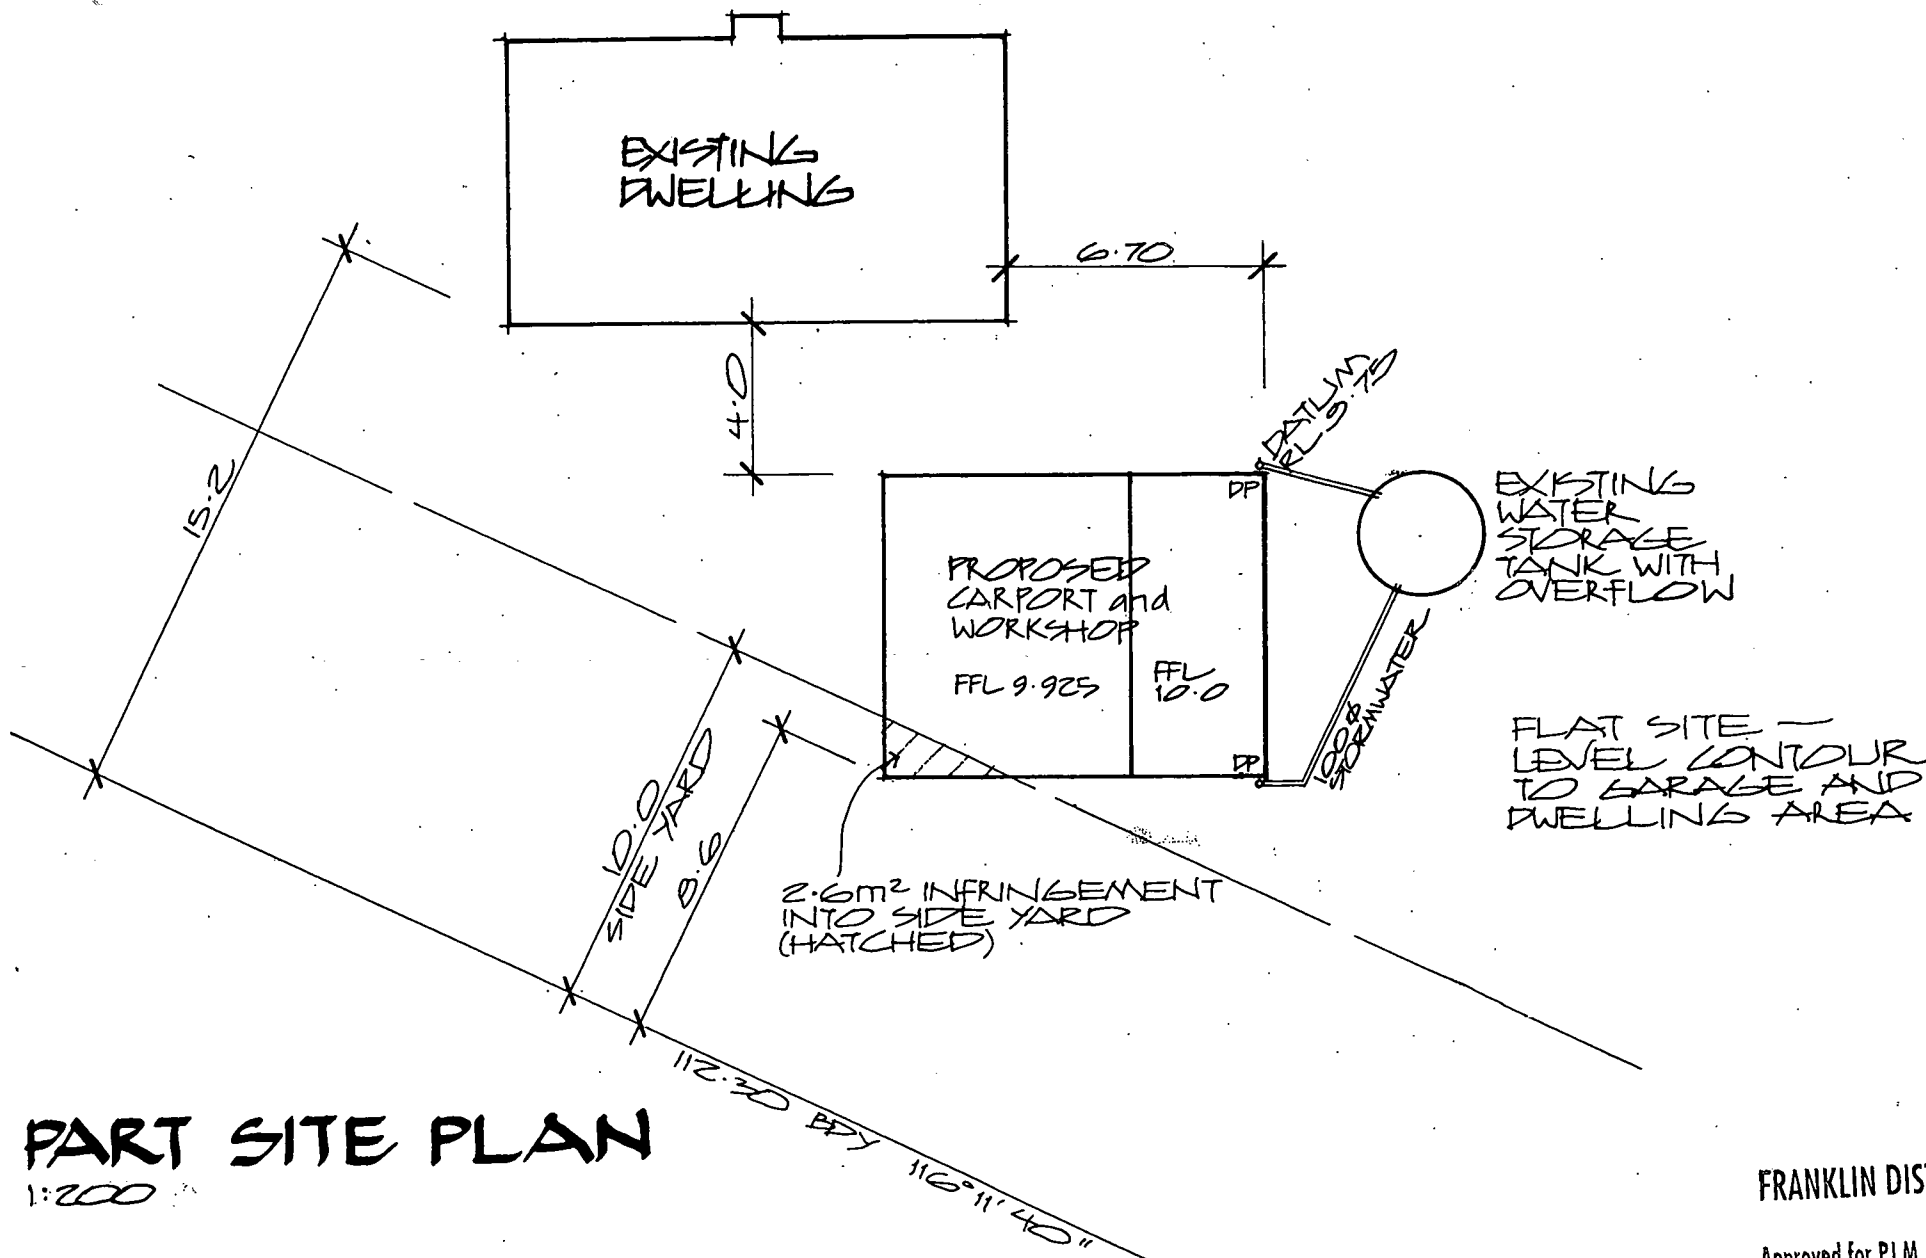 EXISTING
DWELLING
6.70
4.0
15.2
DATUM
RL 9.75
DP
EXISTING
WATER
STORAGE
TANK WITH
OVERFLOW
PROPOSED
CARPORT and
WORKSHOP
FFL 9.925
FFL
10.0
DP
100ø
STORMWATER
FLAT SITE —
LEVEL CONTOUR
TO GARAGE AND
DWELLING AREA
10.0
SIDE YARD
8.6
2.6m² INFRINGEMENT
INTO SIDE YARD
(HATCHED)
112.30 BDY 116° 11' 40"
PART SITE PLAN
1:200
FRANKLIN DIS
Approved for P.I.M